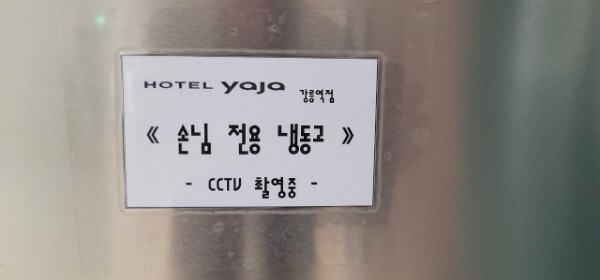 HOTEL yaja 강릉역점
《 손님 전용 냉동고 》
- CCTV 촬영중 -